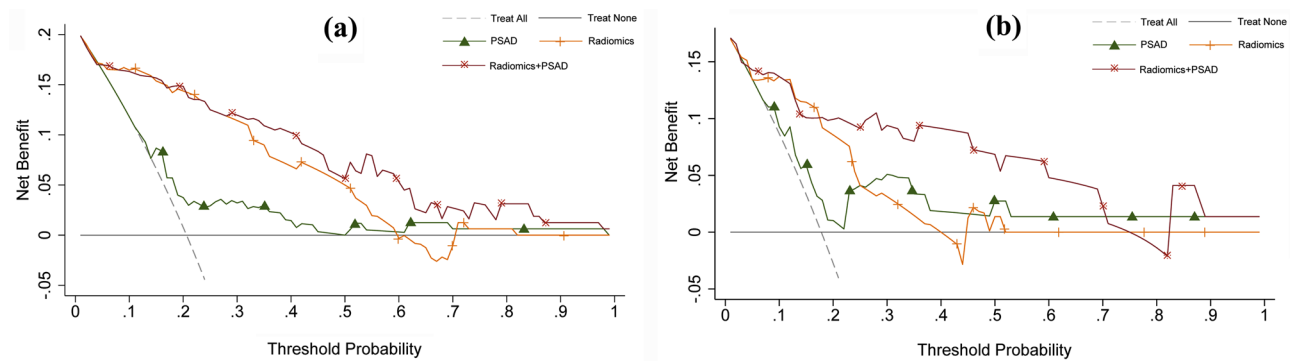 (a)
Treat All
Treat None
PSAD
Radiomics
Radiomics+PSAD
Net Benefit
.2
.15
.1
.05
0
-.05
0 .1 .2 .3 .4 .5 .6 .7 .8 .9 1
Threshold Probability
(b)
Treat All
Treat None
PSAD
Radiomics
Radiomics+PSAD
Net Benefit
.15
.1
.05
0
-.05
0 .1 .2 .3 .4 .5 .6 .7 .8 .9 1
Threshold Probability